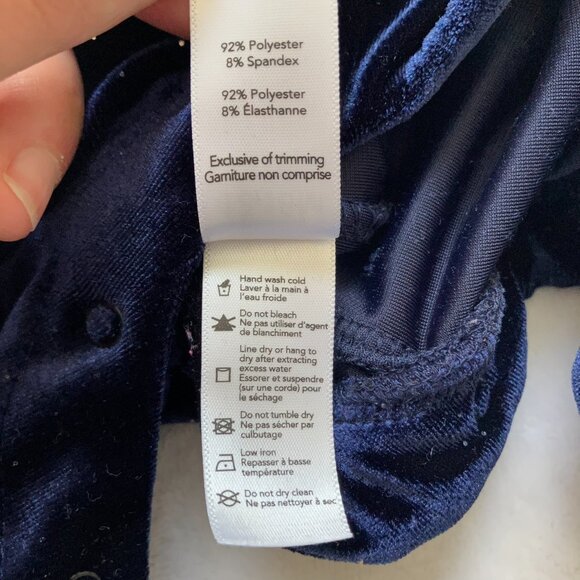 92% Polyester
8% Spandex
92% Polyester
8% Élasthanne
Exclusive of trimming
Garniture non comprise
Hand wash cold
Laver à la main à
l'eau froide
Do not bleach
Ne pas utiliser d'agent
de blanchiment
Line dry or hang to
dry after extracting
excess water
Essorer et suspendre
(sur une corde) pour
le séchage
Do not tumble dry
Ne pas sécher par
culbutage
Low iron
Repasser à basse
température
Do not dry clean
Ne pas nettoyer à sec